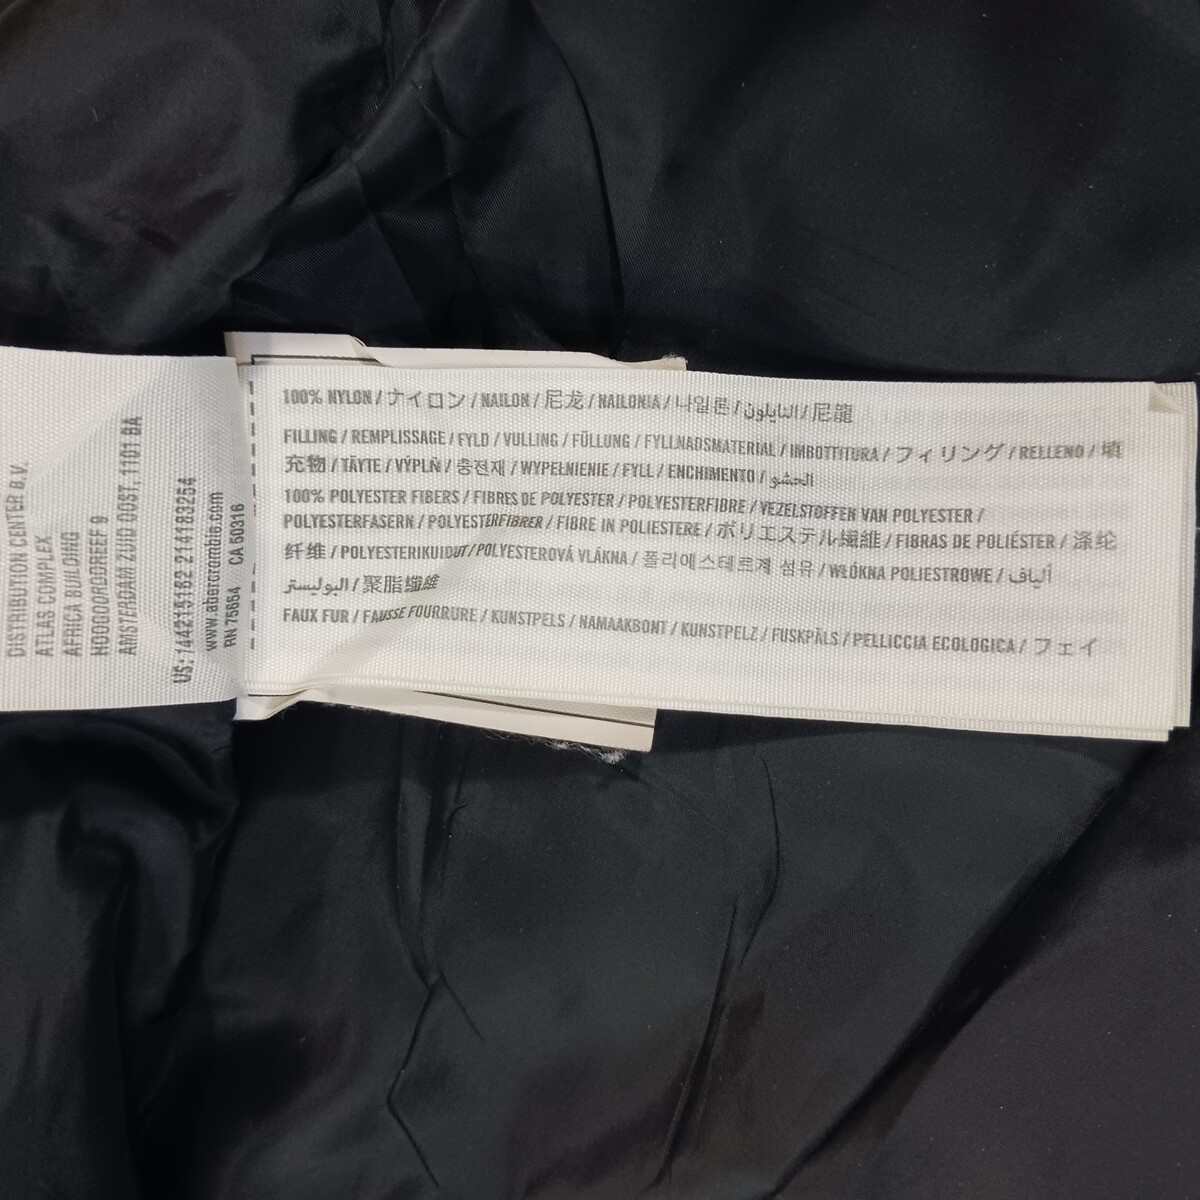 DISTRIBUTION CENTER B.V.
ATLAS COMPLEX
AFRICA BUILDING
HOOGOORDDREEF 9
AMSTERDAM ZUID OOST, 1101 BA
US: 144215162 214183254
www.abercrombie.com
RN 75654 CA 50316
100% NYLON / ナイロン / NAILON / 尼龙 / NAILONIA / 나일론 / النايلون / 尼龍
FILLING / REMPLISSAGE / FYLD / VULLING / FÜLLUNG / FYLLNADSMATERIAL / IMBOTTITURA / フィリング / RELLENO / 填
充物 / TÄYTE / VÝPLŇ / 충전재 / WYPEŁNIENIE / FYLL / ENCHIMENTO / الحشو
100% POLYESTER FIBERS / FIBRES DE POLYESTER / POLYESTERFIBRE / VEZELSTOFFEN VAN POLYESTER /
POLYESTERFASERN / POLYESTERFIBRER / FIBRE IN POLIESTERE / ポリエステル繊維 / FIBRAS DE POLIÉSTER / 涤纶
纤维 / POLYESTERIKUIDUT / POLYESTEROVÁ VLÁKNA / 폴리에스테르계 섬유 / WŁÓKNA POLIESTROWE / ألياف
البوليستر / 聚脂纖維
FAUX FUR / FAUSSE FOURRURE / KUNSTPELS / NAMAAKBONT / KUNSTPELZ / FUSKPÄLS / PELLICCIA ECOLOGICA / フェイ